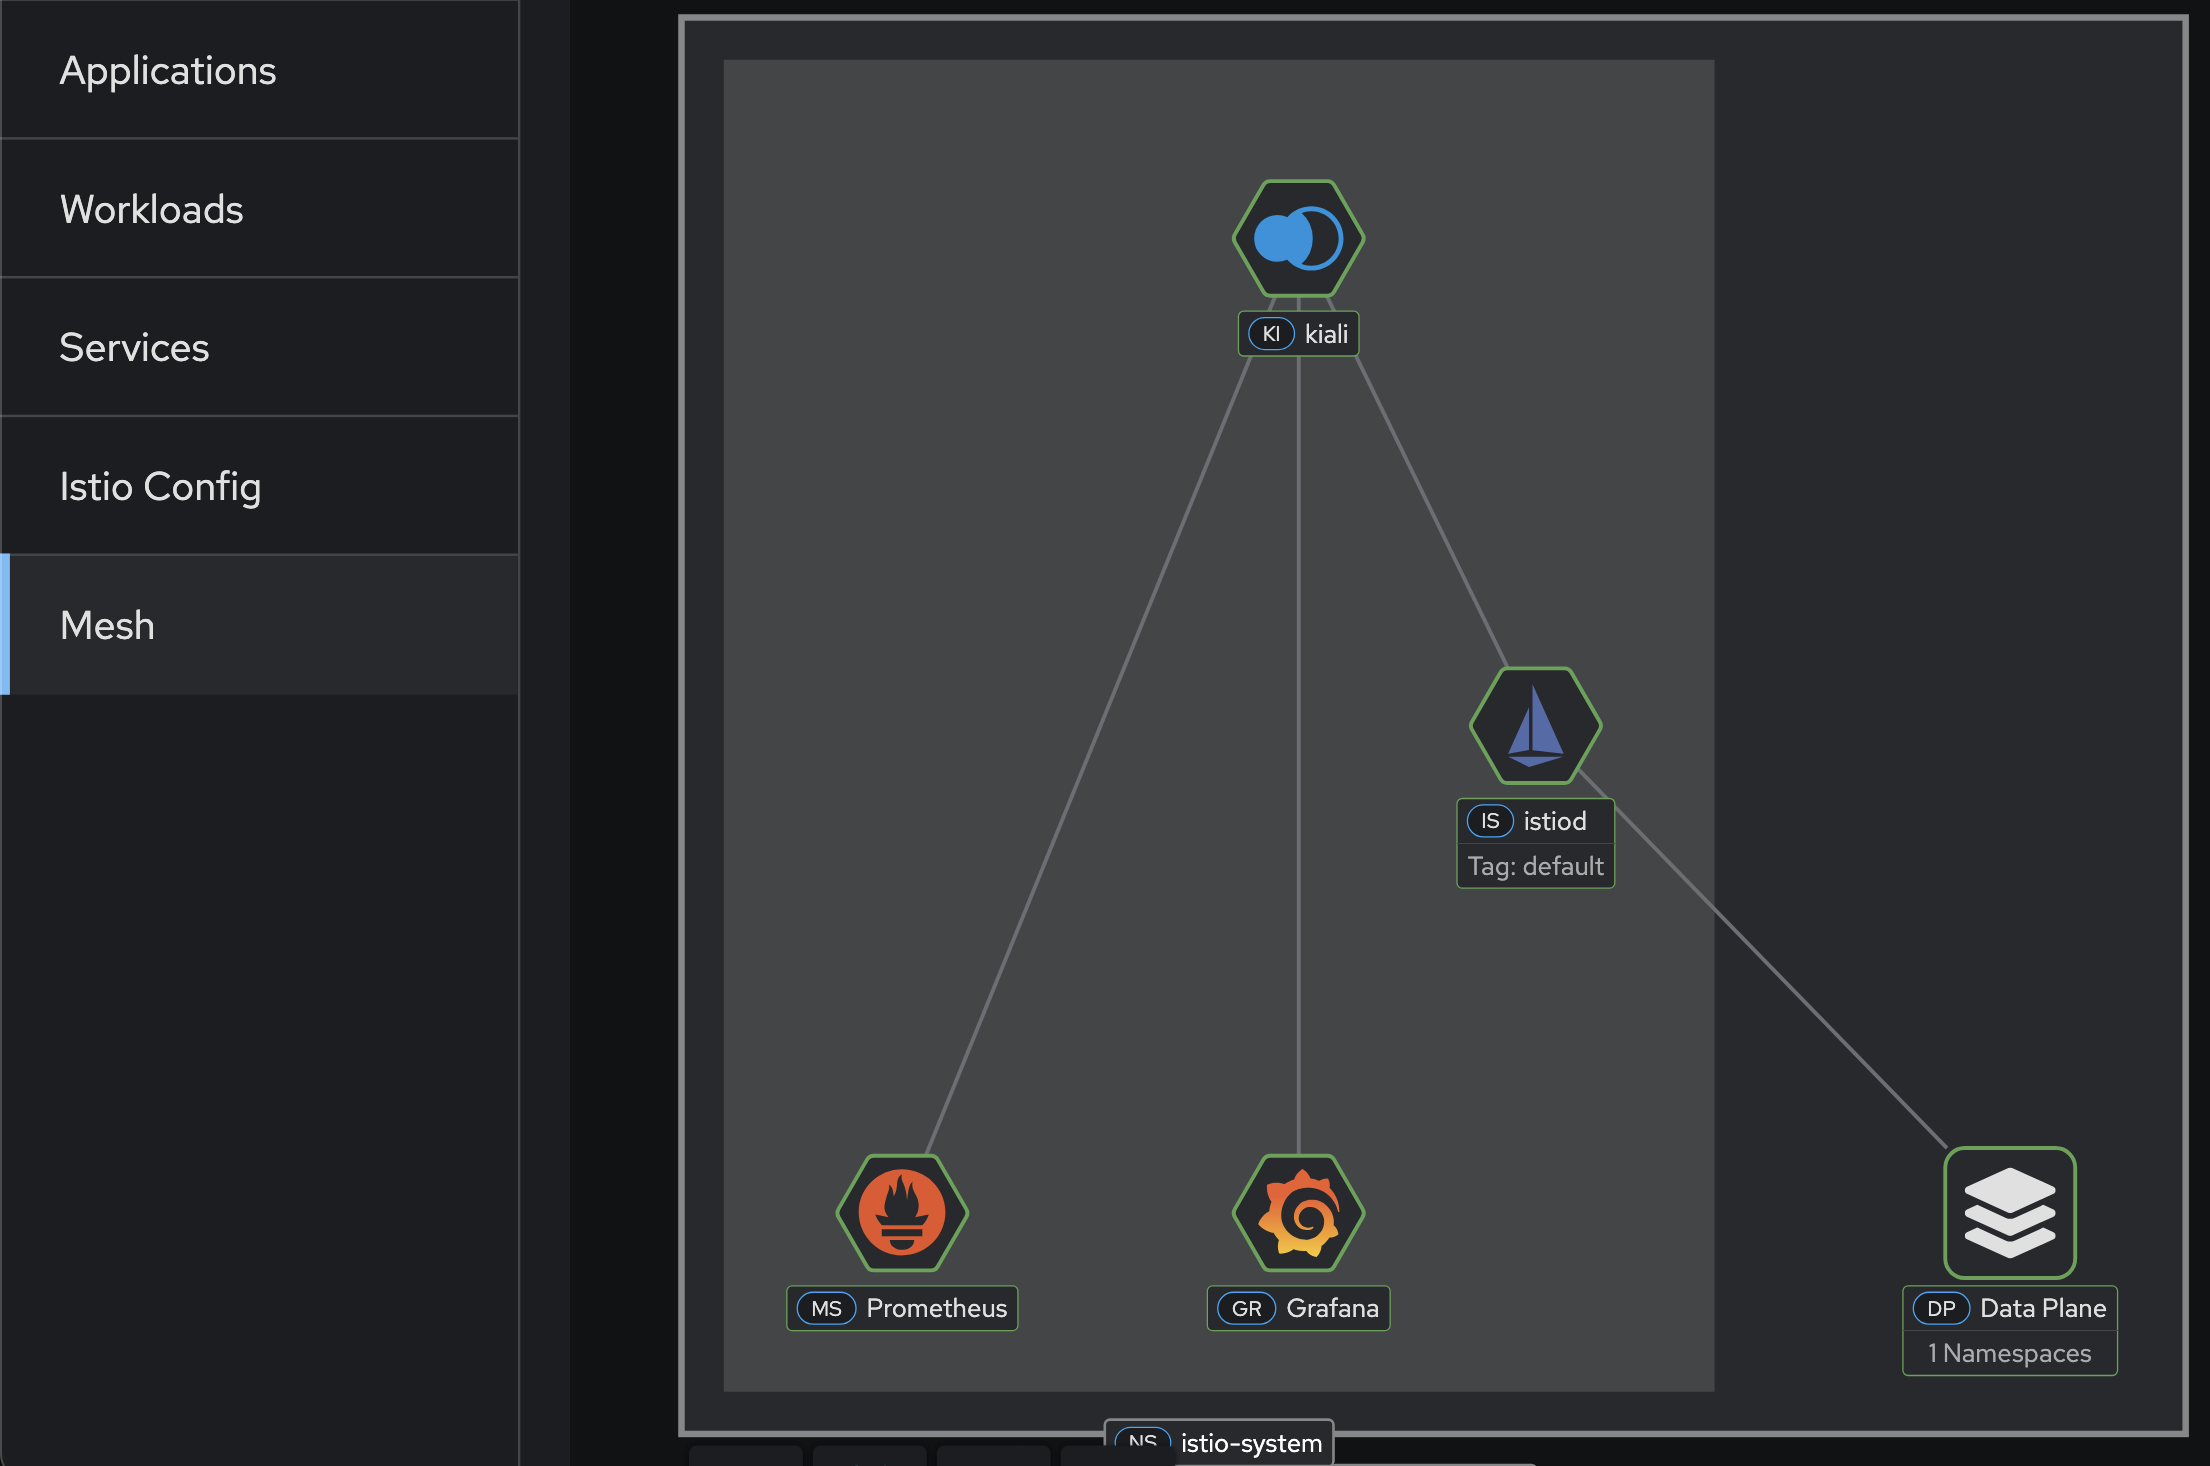 Applications
Workloads
Services
Istio Config
Mesh
KI kiali
IS istiod
Tag: default
MS Prometheus
GR Grafana
DP Data Plane
1 Namespaces
NS istio-system